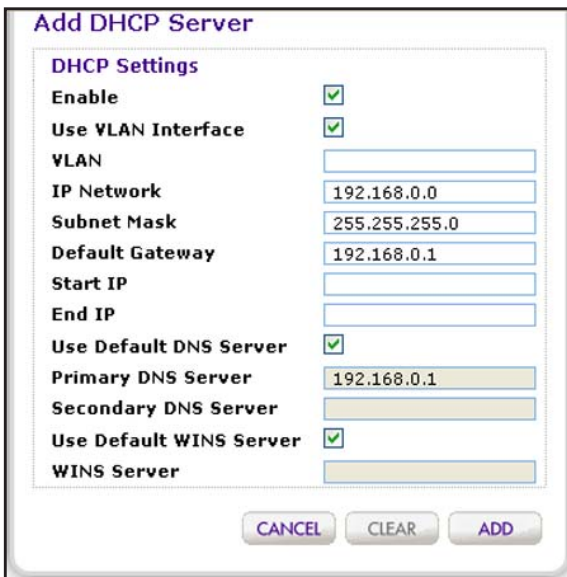 Add DHCP Server
DHCP Settings
Enable
Use VLAN Interface
VLAN
IP Network 192.168.0.0
Subnet Mask 255.255.255.0
Default Gateway 192.168.0.1
Start IP
End IP
Use Default DNS Server
Primary DNS Server 192.168.0.1
Secondary DNS Server
Use Default WINS Server
WINS Server
CANCEL CLEAR ADD